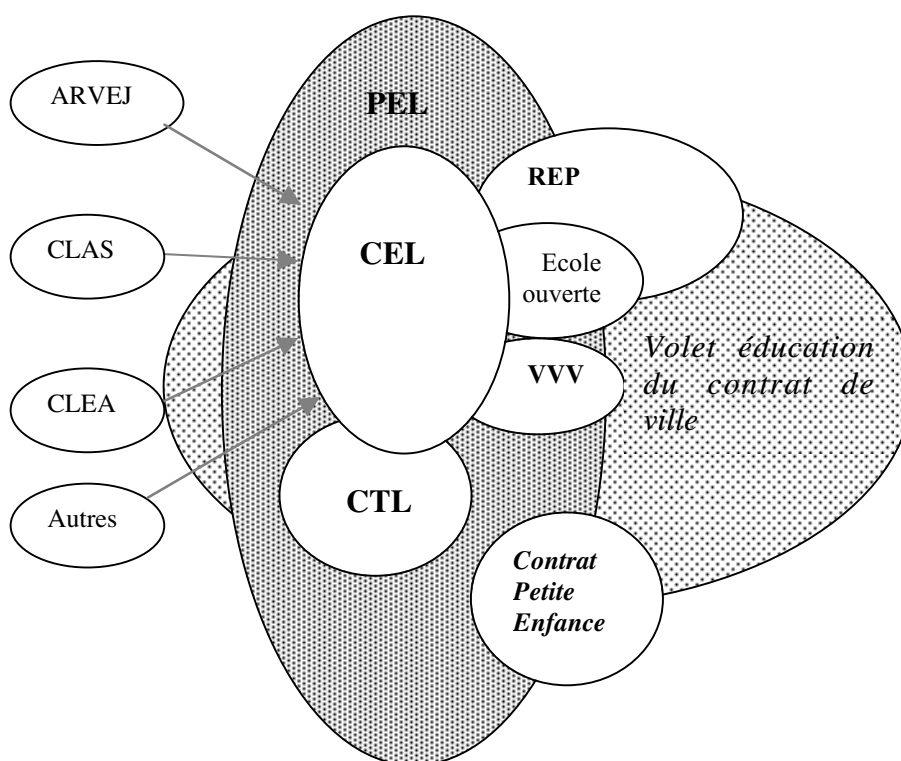 ARVEJ
PEL
REP
CLAS
CEL
Ecole
ouverte
Volet éducation
du contrat de
ville
VVV
CLEA
CTL
Autres
Contrat
Petite
Enfance